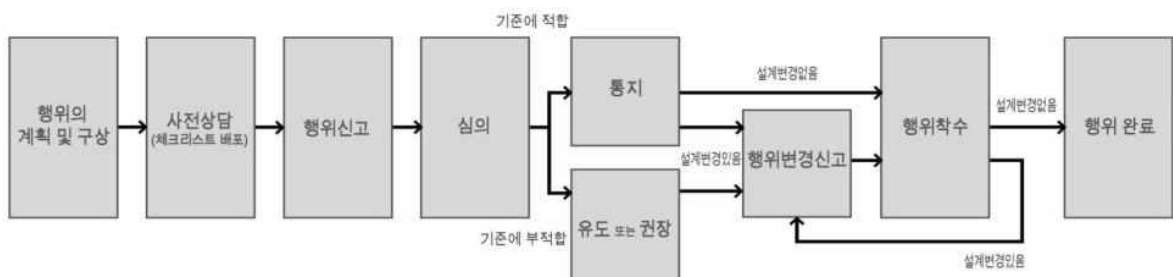 기준에 적합
행위의
계획 및 구상
사전상담
(체크리스트 배포)
행위신고
심의
통지
설계변경없음
행위착수
설계변경없음
행위 완료
설계변경있음
행위변경신고
유도 또는 권장
기준에 부적합
설계변경있음